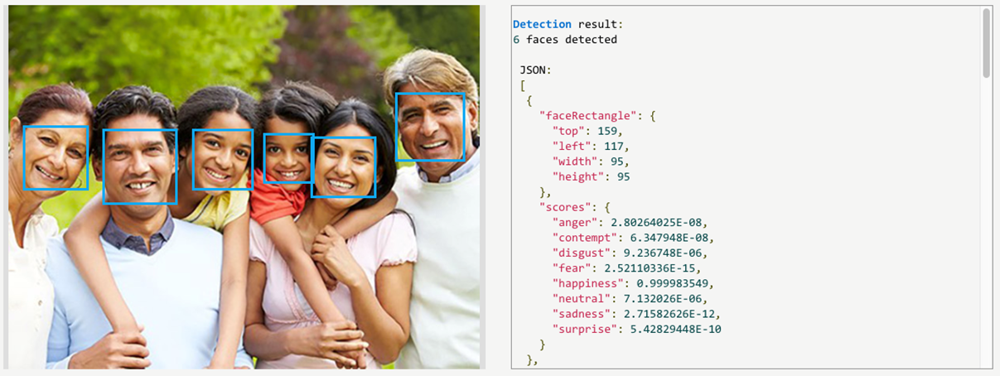 Detection result:
6 faces detected
JSON:
[
{
"faceRectangle": {
"top": 159,
"left": 117,
"width": 95,
"height": 95
},
"scores": {
"anger": 2.80264025E-08,
"contempt": 6.347948E-08,
"disgust": 9.236748E-06,
"fear": 2.52110336E-15,
"happiness": 0.999983549,
"neutral": 7.132026E-06,
"sadness": 2.71582626E-12,
"surprise": 5.42829448E-10
}
},